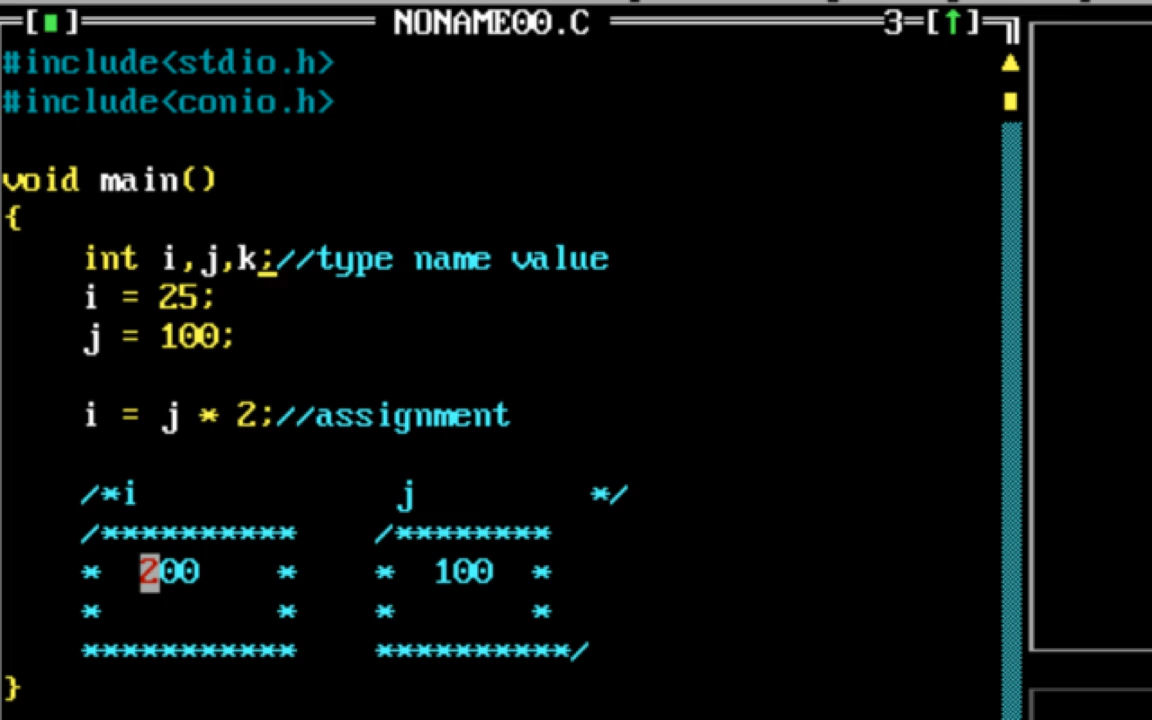 [■] NONAME00.C 3=[↑]
#include<stdio.h>
#include<conio.h>
void main()
{
int i,j,k;//type name value
i = 25;
j = 100;
i = j * 2;//assignment
/*i j */
/********** /********
* 200 * * 100 *
* * * *
*********** **********/
}